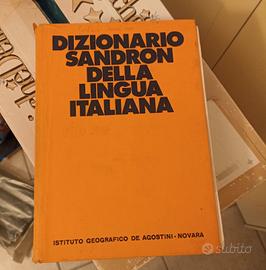 DIZIONARIO
SANDRON
DELLA
LINGUA
ITALIANA
ISTITUTO GEOGRAFICO DE AGOSTINI - NOVARA
subito